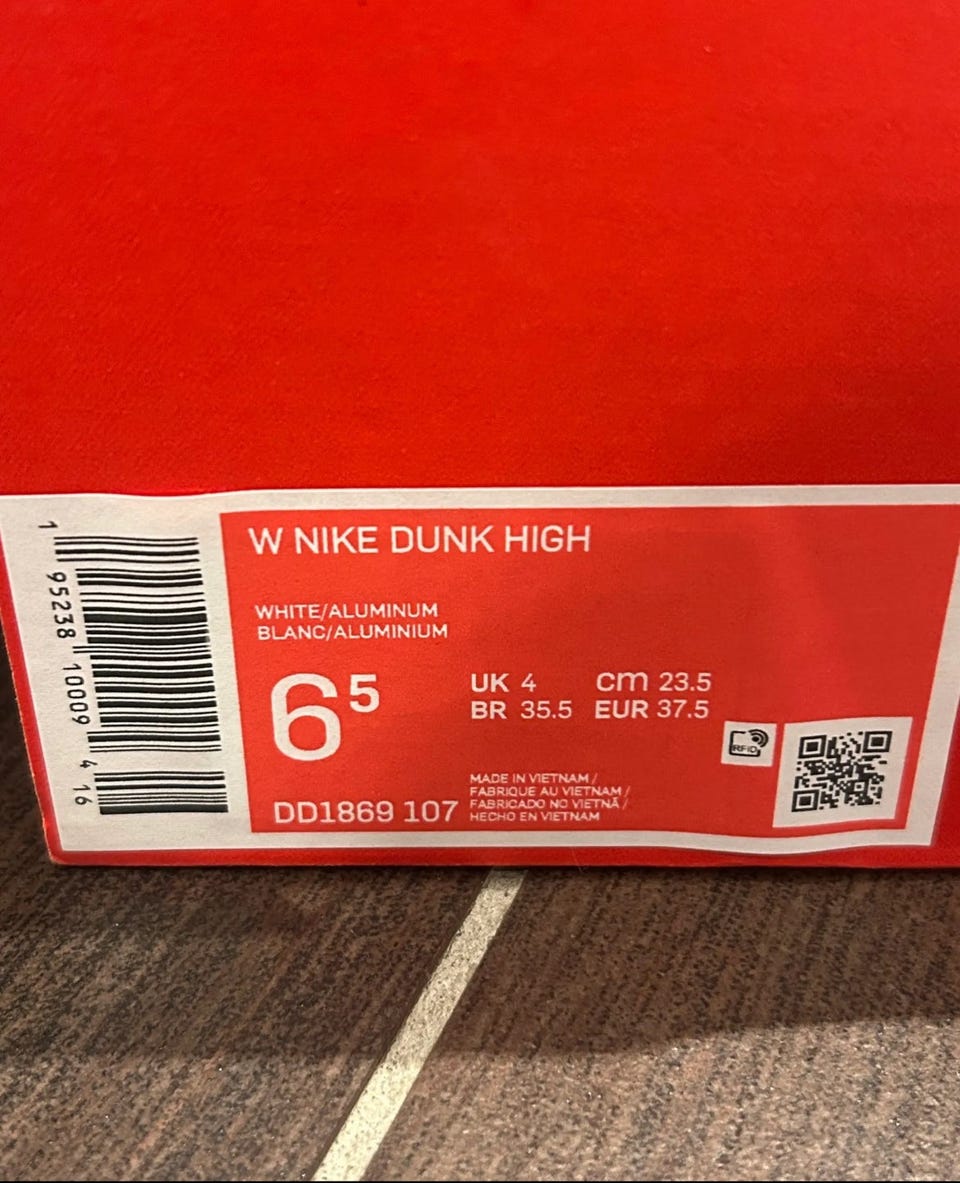 W NIKE DUNK HIGH
WHITE/ALUMINUM
BLANC/ALUMINIUM
6⁵
UK 4 cm 23.5
BR 35.5 EUR 37.5
DD1869 107
MADE IN VIETNAM /
FABRIQUE AU VIETNAM /
FABRICADO NO VIETNÃ /
HECHO EN VIETNAM
RFID
1 95238 10009 4 16